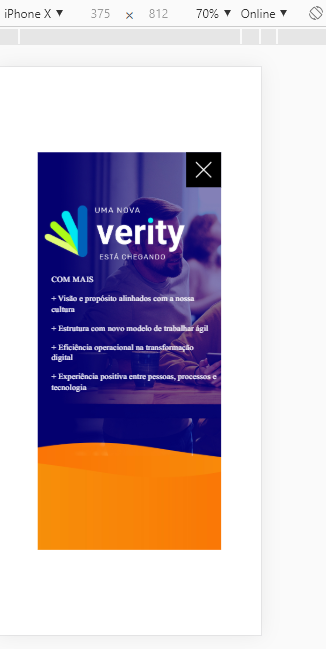 iPhone X ▼ 375 × 812 70% ▼ Online ▼
UMA NOVA
verity
ESTÁ CHEGANDO
COM MAIS
+ Visão e propósito alinhados com a nossa
cultura
+ Estrutura com novo modelo de trabalhar ágil
+ Eficiência operacional na transformação
digital
+ Experiência positiva entre pessoas, processos e
tecnologia